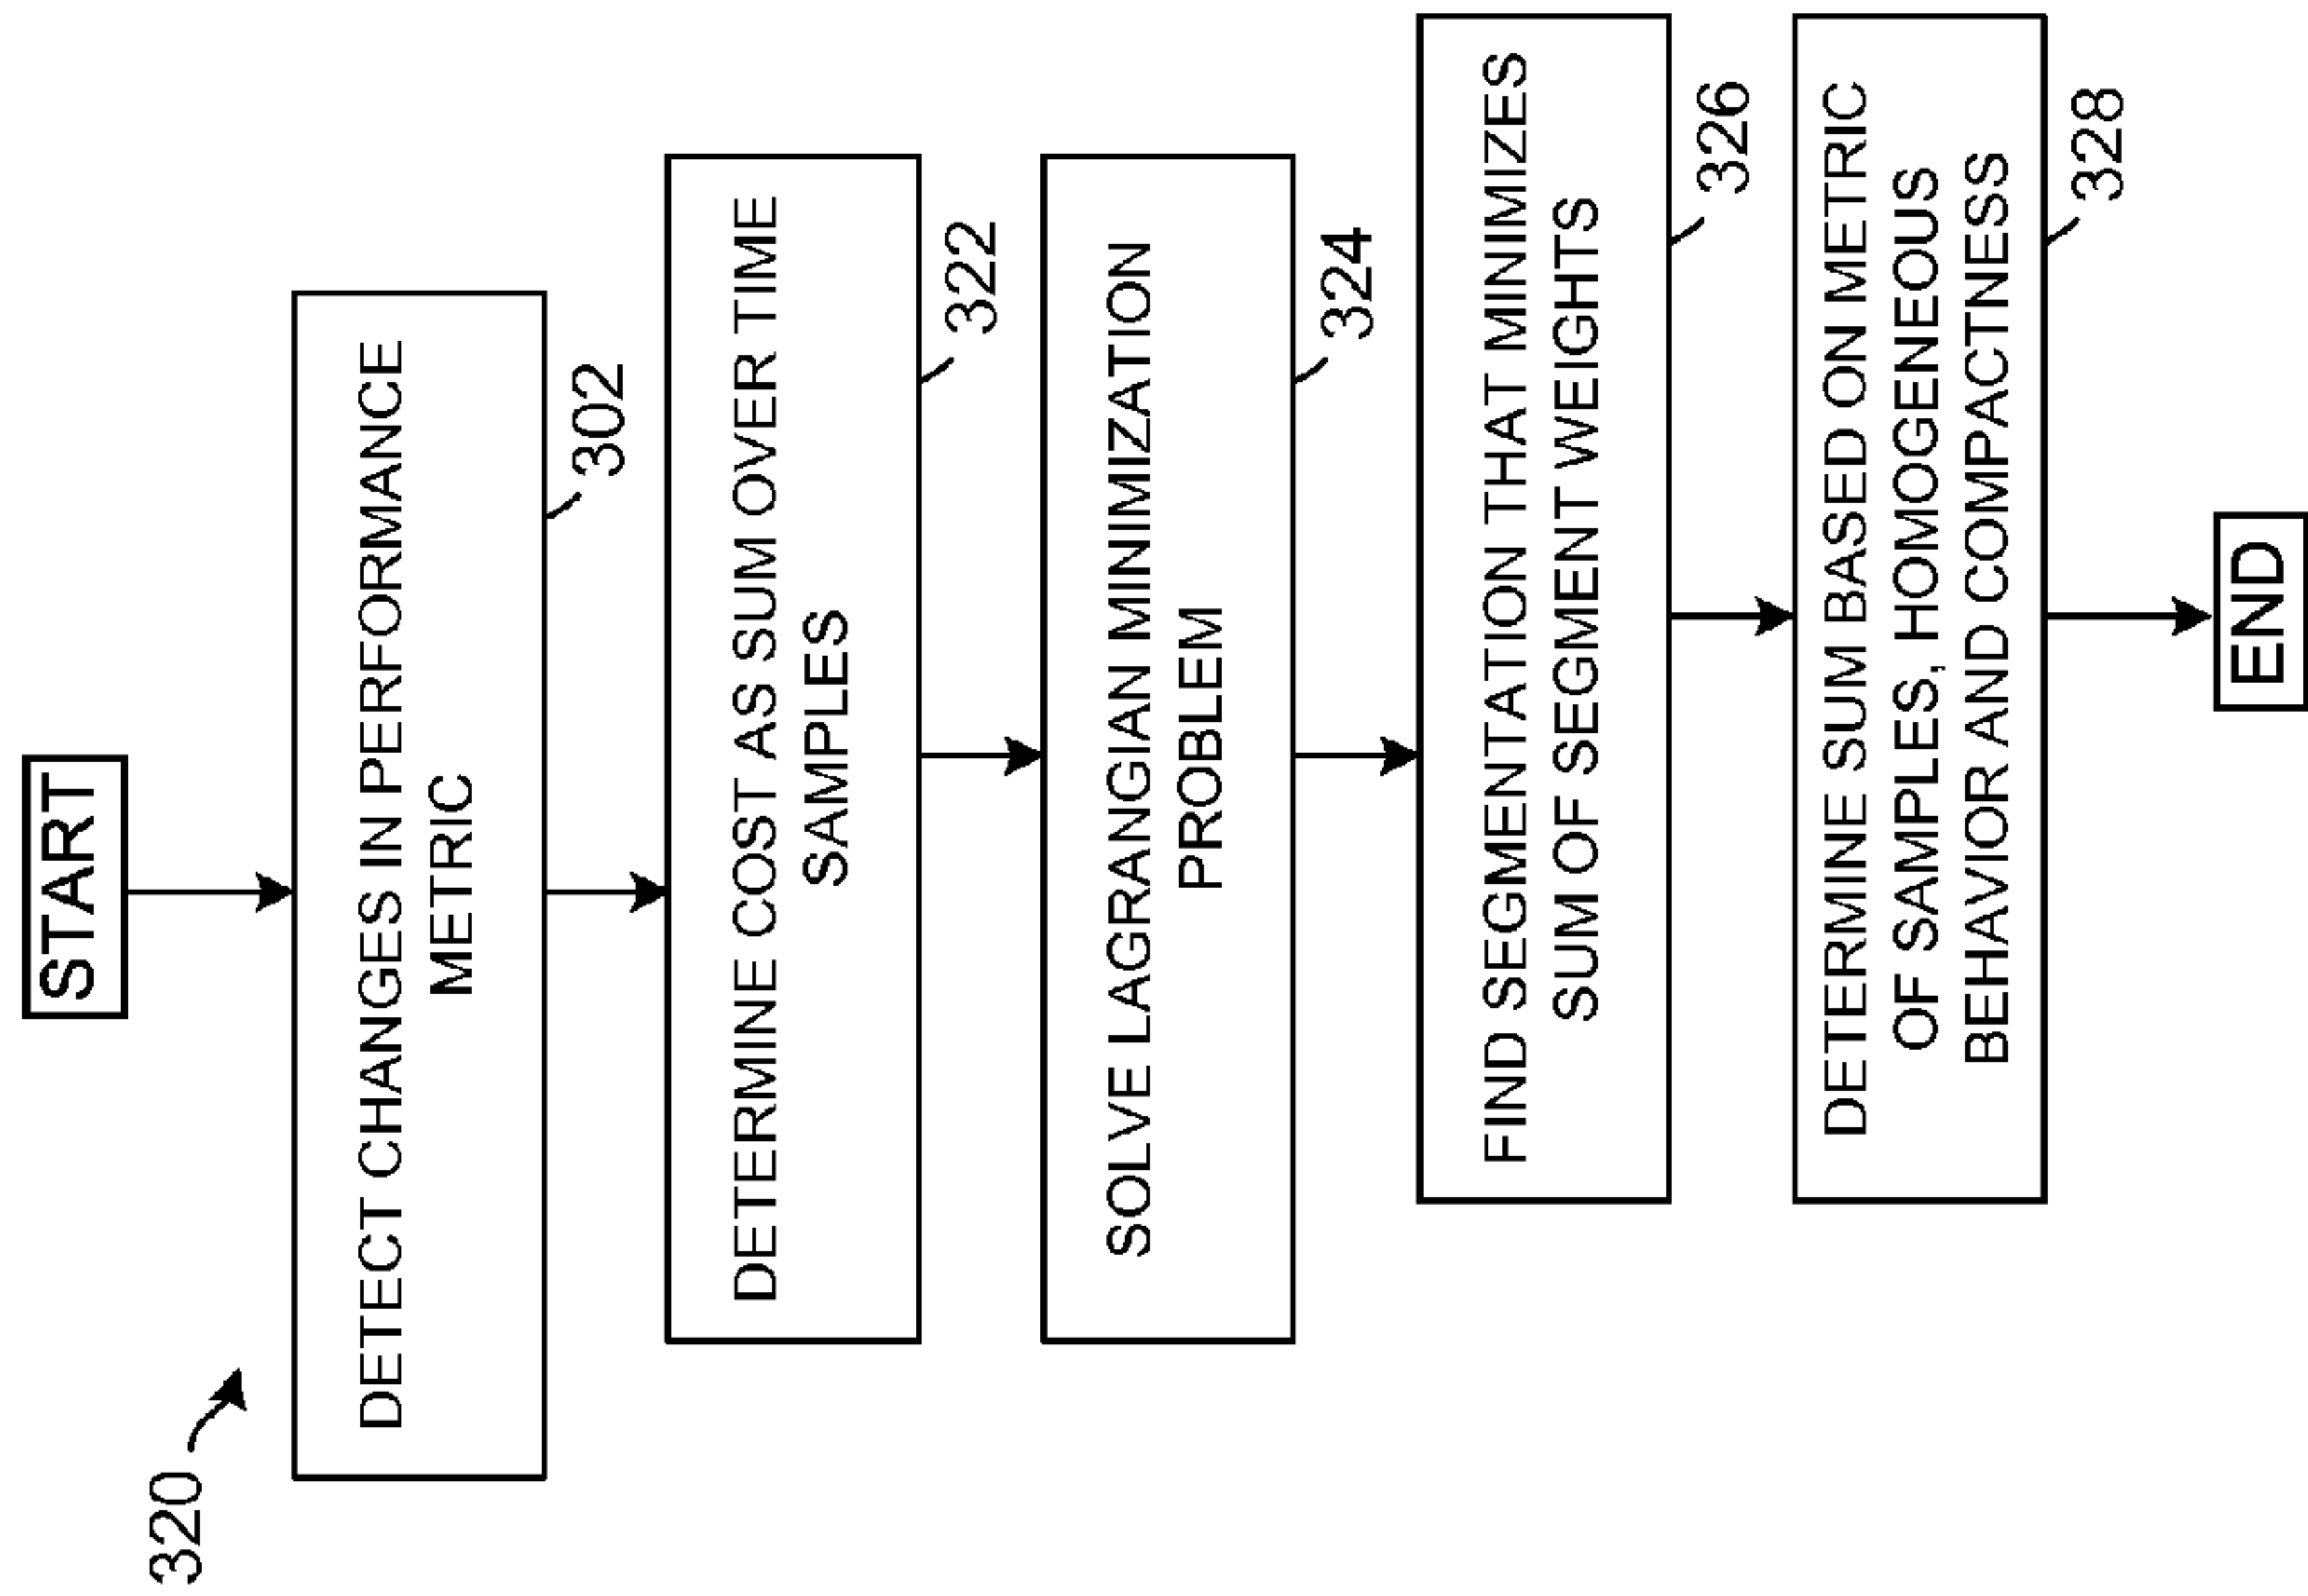 320
START
DETECT CHANGES IN PERFORMANCE
METRIC
302
DETERMINE COST AS SUM OVER TIME
SAMPLES
322
SOLVE LAGRANGIAN MINIMIZATION
PROBLEM
324
FIND SEGMENTATION THAT MINIMIZES
SUM OF SEGMENT WEIGHTS
326
DETERMINE SUM BASED ON METRIC
OF SAMPLES, HOMOGENEOUS
BEHAVIOR AND COMPACTNESS
328
END